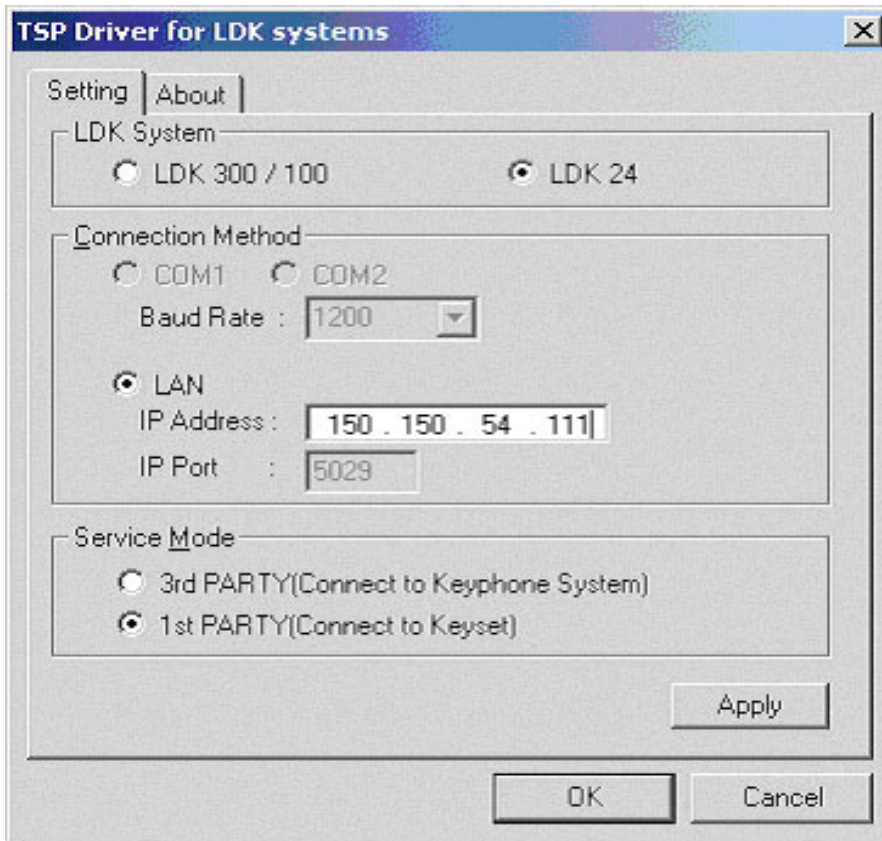 TSP Driver for LDK systems
Setting About
LDK System
LDK 300 / 100 LDK 24
Connection Method
COM1 COM2
Baud Rate : 1200
LAN
IP Address : 150 . 150 . 54 . 111
IP Port : 5029
Service Mode
3rd PARTY(Connect to Keyphone System)
1st PARTY(Connect to Keyset)
Apply
OK Cancel